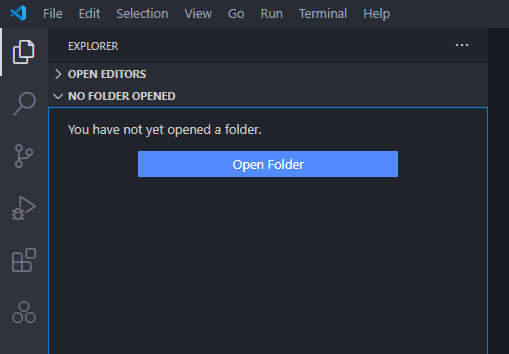 File Edit Selection View Go Run Terminal Help
EXPLORER
OPEN EDITORS
NO FOLDER OPENED
You have not yet opened a folder.
Open Folder